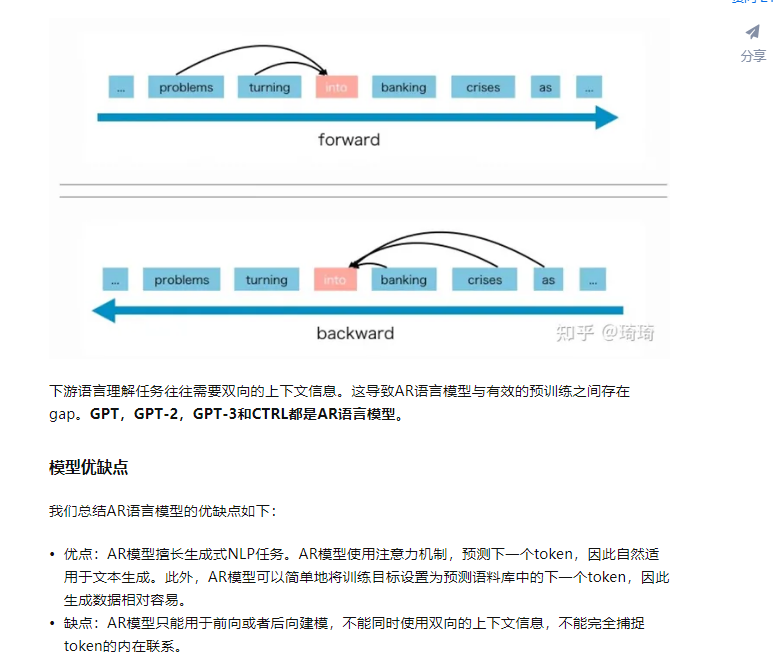 分享
... problems turning into banking crises as ...
forward
... problems turning into banking crises as ...
backward
知乎 @琦琦
下游语言理解任务往往需要双向的上下文信息。这导致AR语言模型与有效的预训练之间存在
gap。GPT，GPT-2，GPT-3和CTRL都是AR语言模型。
模型优缺点
我们总结AR语言模型的优缺点如下：
• 优点：AR模型擅长生成式NLP任务。AR模型使用注意力机制，预测下一个token，因此自然适
用于文本生成。此外，AR模型可以简单地将训练目标设置为预测语料库中的下一个token，因此
生成数据相对容易。
• 缺点：AR模型只能用于前向或者后向建模，不能同时使用双向的上下文信息，不能完全捕捉
token的内在联系。